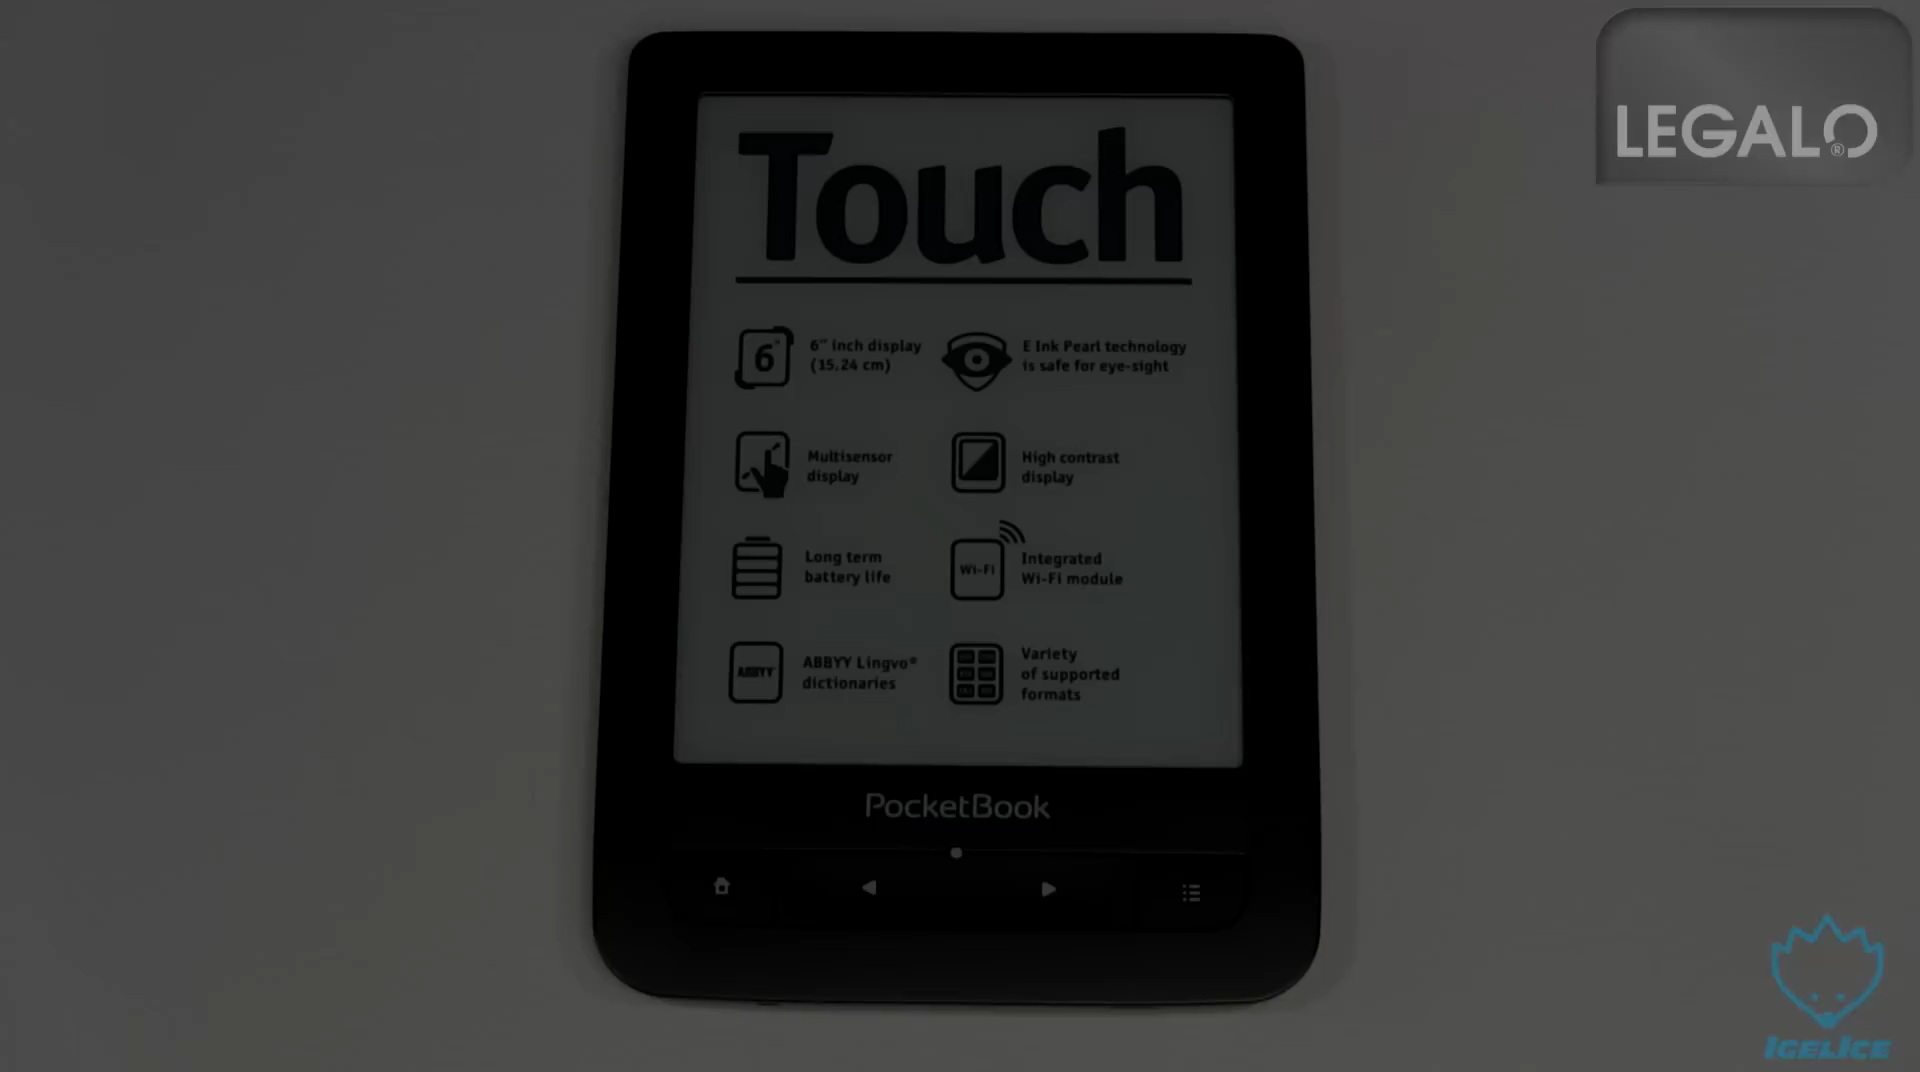 LEGALO®
Touch
6" inch display
(15,24 cm)
E Ink Pearl technology
is safe for eye-sight
Multisensor
display
High contrast
display
Long term
battery life
Wi-Fi
Integrated
Wi-Fi module
ABBYY
ABBYY Lingvo®
dictionaries
Variety
of supported
formats
PocketBook
IGELICE